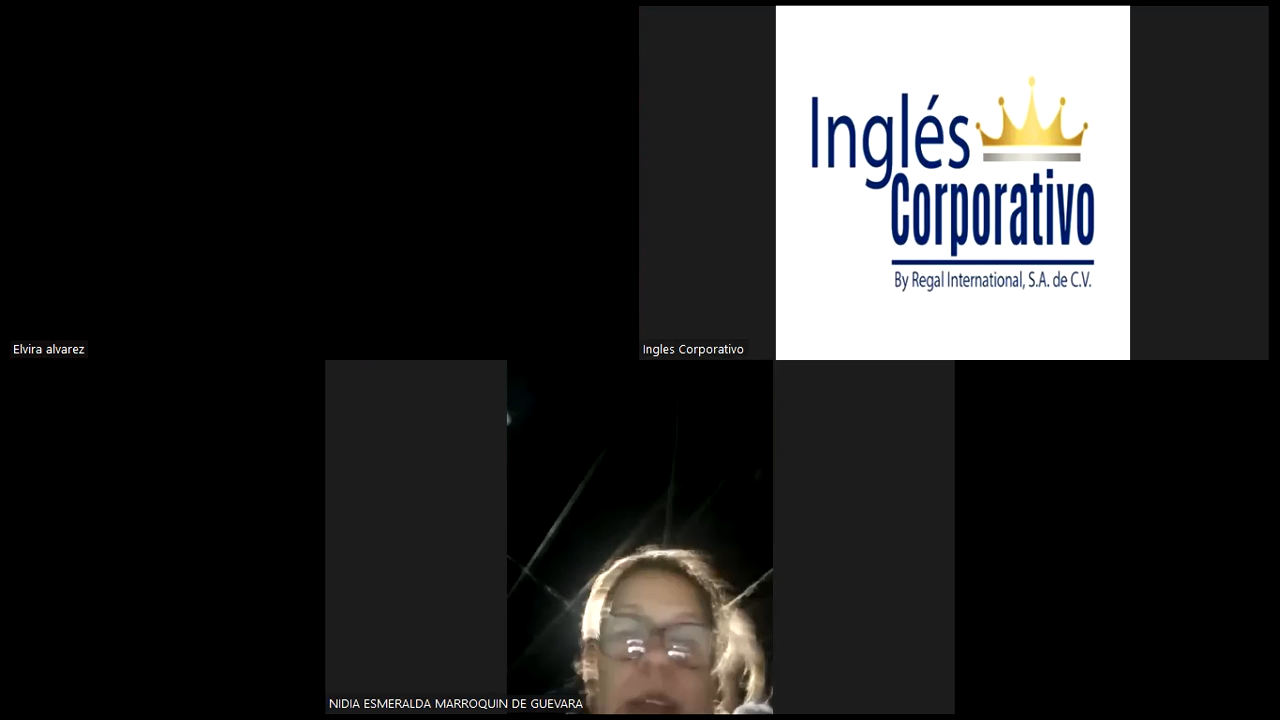 Inglés
Corporativo
By Regal International, S.A. de C.V.
Elvira alvarez
Ingles Corporativo
NIDIA ESMERALDA MARROQUIN DE GUEVARA